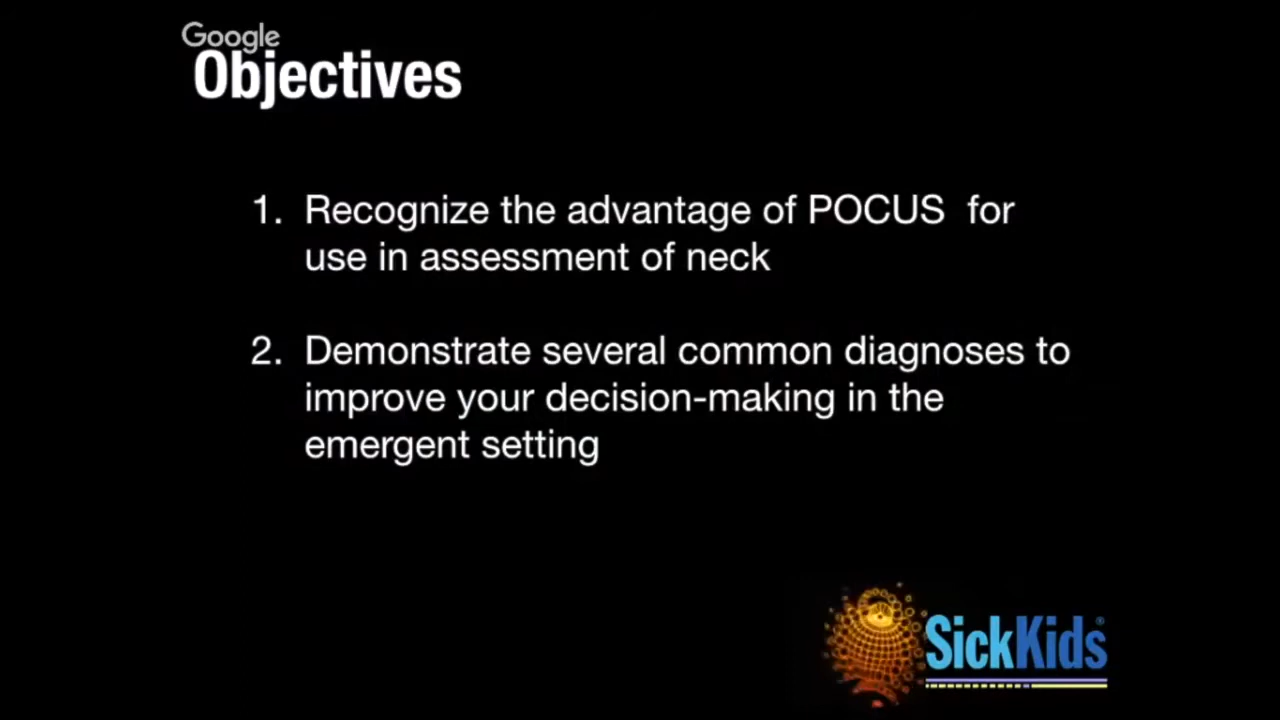 Google
Objectives
1. Recognize the advantage of POCUS for
use in assessment of neck
2. Demonstrate several common diagnoses to
improve your decision-making in the
emergent setting
SickKids®